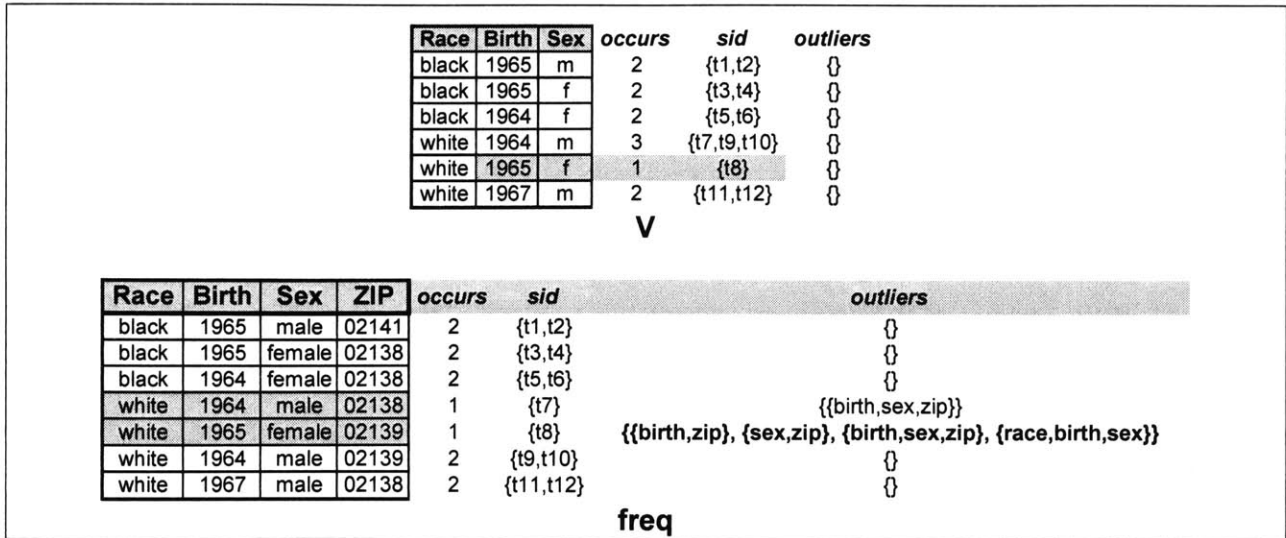 Race Birth Sex occurs sid outliers
black 1965 m 2 {t1,t2} {}
black 1965 f 2 {t3,t4} {}
black 1964 f 2 {t5,t6} {}
white 1964 m 3 {t7,t9,t10} {}
white 1965 f 1 {t8} {}
white 1967 m 2 {t11,t12} {}
V
Race Birth Sex ZIP occurs sid outliers
black 1965 male 02141 2 {t1,t2} {}
black 1965 female 02138 2 {t3,t4} {}
black 1964 female 02138 2 {t5,t6} {}
white 1964 male 02138 1 {t7} {{birth,sex,zip}}
white 1965 female 02139 1 {t8} {{birth,zip}, {sex,zip}, {birth,sex,zip}, {race,birth,sex}}
white 1964 male 02139 2 {t9,t10} {}
white 1967 male 02138 2 {t11,t12} {}
freq